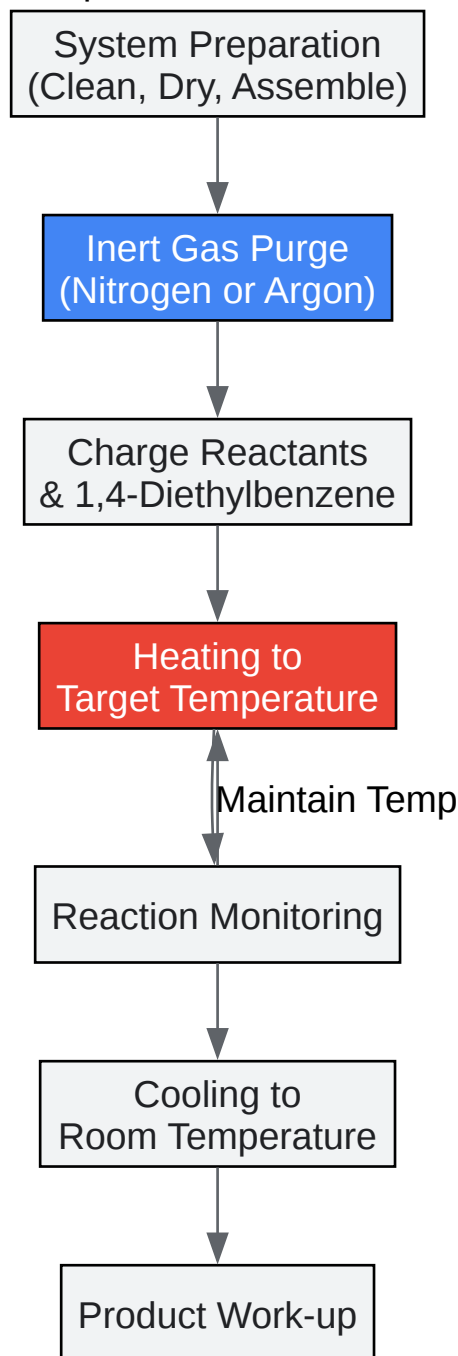 System Preparation
(Clean, Dry, Assemble)
Inert Gas Purge
(Nitrogen or Argon)
Charge Reactants
& 1,4-Diethylbenzene
Heating to
Target Temperature
Maintain Temp
Reaction Monitoring
Cooling to
Room Temperature
Product Work-up